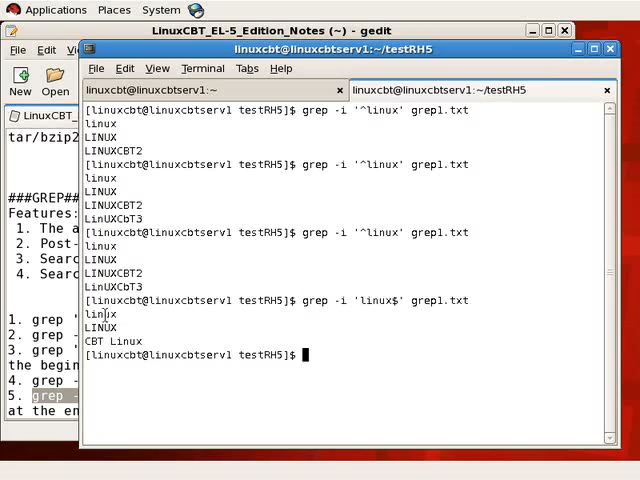 Applications Places System
LinuxCBT_EL-5_Edition_Notes (~) - gedit
File
New Open
LinuxCBT_
tar/bzip2
###GREP##
Features:
1. The a
2. Post-
3. Searc
4. Searc
1. grep '
2. grep -
3. grep '
the begin
4. grep -
5. grep -
at the en
linuxcbt@linuxcbtserv1:~/testRH5
File Edit View Terminal Tabs Help
linuxcbt@linuxcbtserv1:~ linuxcbt@linuxcbtserv1:~/testRH5
[linuxcbt@linuxcbtserv1 testRH5]$ grep -i '^linux' grep1.txt
linux
LINUX
LINUXCBT2
[linuxcbt@linuxcbtserv1 testRH5]$ grep -i '^linux' grep1.txt
linux
LINUX
LINUXCBT2
LinUXCbT3
[linuxcbt@linuxcbtserv1 testRH5]$ grep -i '^linux' grep1.txt
linux
LINUX
LINUXCBT2
LinUXCbT3
[linuxcbt@linuxcbtserv1 testRH5]$ grep -i 'linux$' grep1.txt
linux
LINUX
CBT Linux
[linuxcbt@linuxcbtserv1 testRH5]$